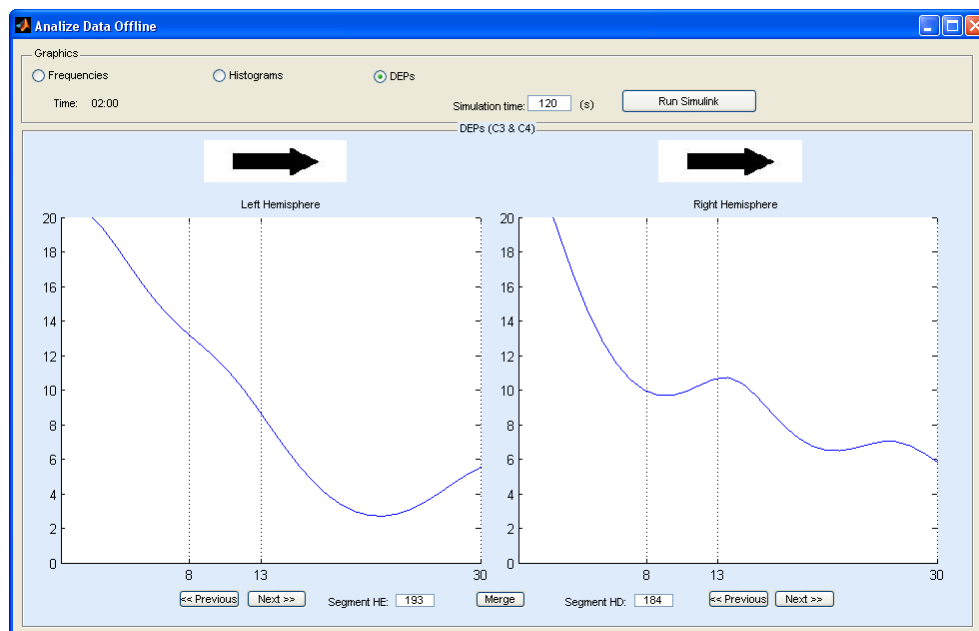 Analize Data Offline
Graphics
Frequencies Histograms DEPs
Time: 02:00 Simulation time: 120 (s) Run Simulink
DEPs (C3 & C4)
Left Hemisphere Right Hemisphere
20 20
18 18
16 16
14 14
12 12
10 10
8 8
6 6
4 4
2 2
0 0
8 13 30 8 13 30
<< Previous Next >> Segment HE: 193 Merge Segment HD: 184 << Previous Next >>